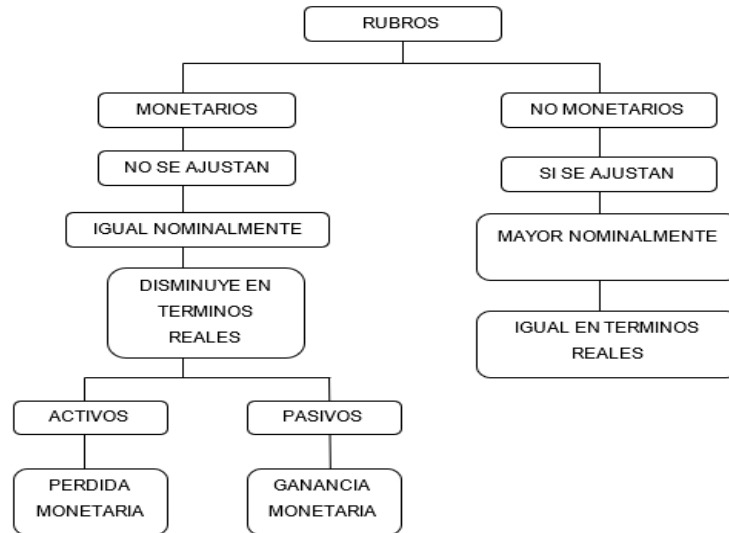 RUBROS
MONETARIOS
NO MONETARIOS
NO SE AJUSTAN
SI SE AJUSTAN
IGUAL NOMINALMENTE
MAYOR NOMINALMENTE
DISMINUYE EN
TERMINOS
REALES
IGUAL EN TERMINOS
REALES
ACTIVOS
PASIVOS
PERDIDA
MONETARIA
GANANCIA
MONETARIA